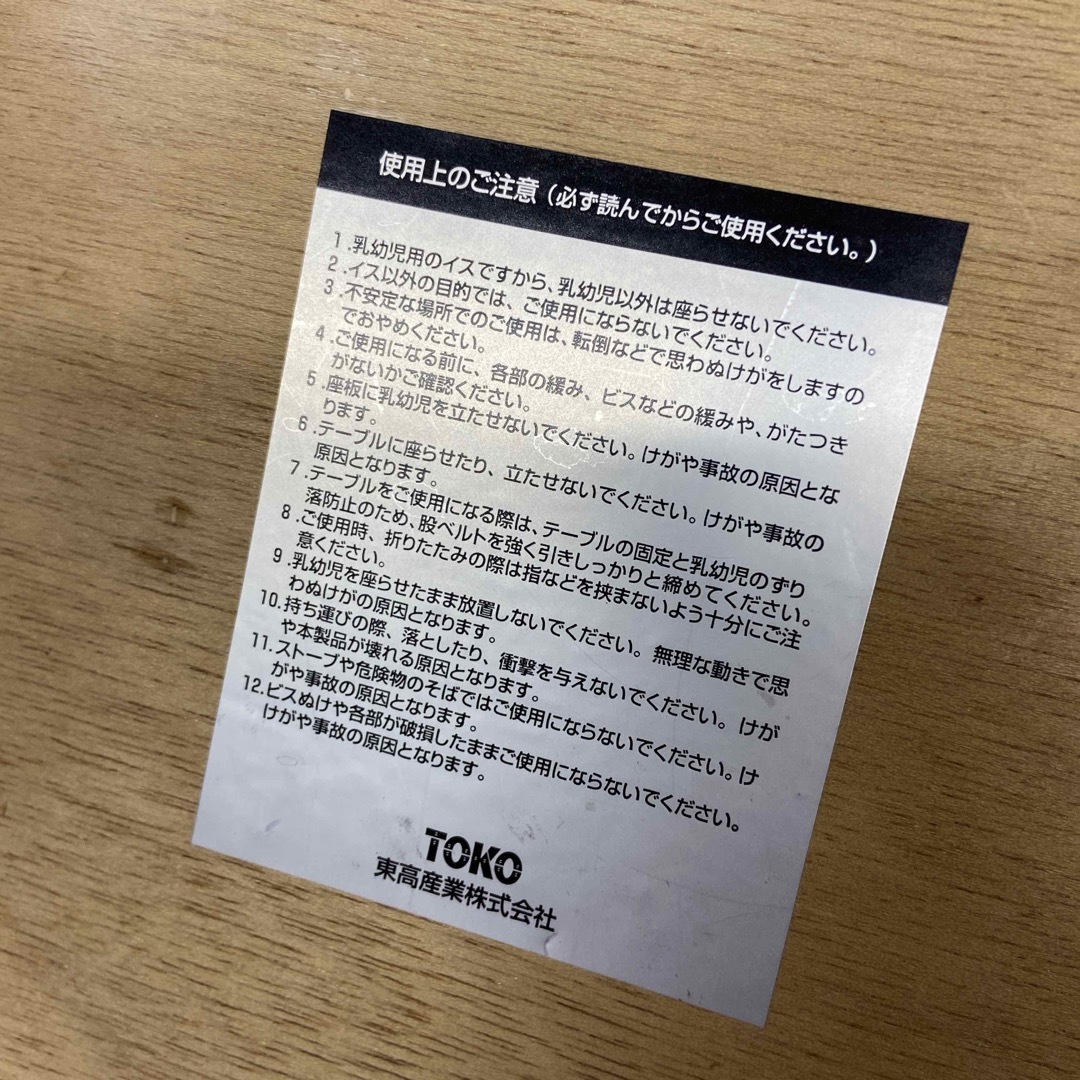 使用上のご注意（必ず読んでからご使用ください。）
1.乳幼児用のイスですから、乳幼児以外は座らせないでください。
2.イス以外の目的では、ご使用にならないでください。
3.不安定な場所でのご使用は、転倒などで思わぬけがをしますの
でおやめください。
4.ご使用になる前に、各部の緩み、ビスなどの緩みや、がたつき
がないかご確認ください。
5.座板に乳幼児を立たせないでください。けがや事故の原因とな
ります。
6.テーブルに座らせたり、立たせないでください。けがや事故の
原因となります。
7.テーブルをご使用になる際は、テーブルの固定と乳幼児のずり
落防止のため、股ベルトを強く引きしっかりと締めてください。
8.ご使用時、折りたたみの際は指などを挟まないよう十分にご注
意ください。
9.乳幼児を座らせたまま放置しないでください。無理な動きで思
わぬけがの原因となります。
10.持ち運びの際、落としたり、衝撃を与えないでください。けが
や本製品が壊れる原因となります。
11.ストーブや危険物のそばではご使用にならないでください。け
がや事故の原因となります。
12.ビスぬけや各部が破損したままご使用にならないでください。
けがや事故の原因となります。
TOKO
東高産業株式会社